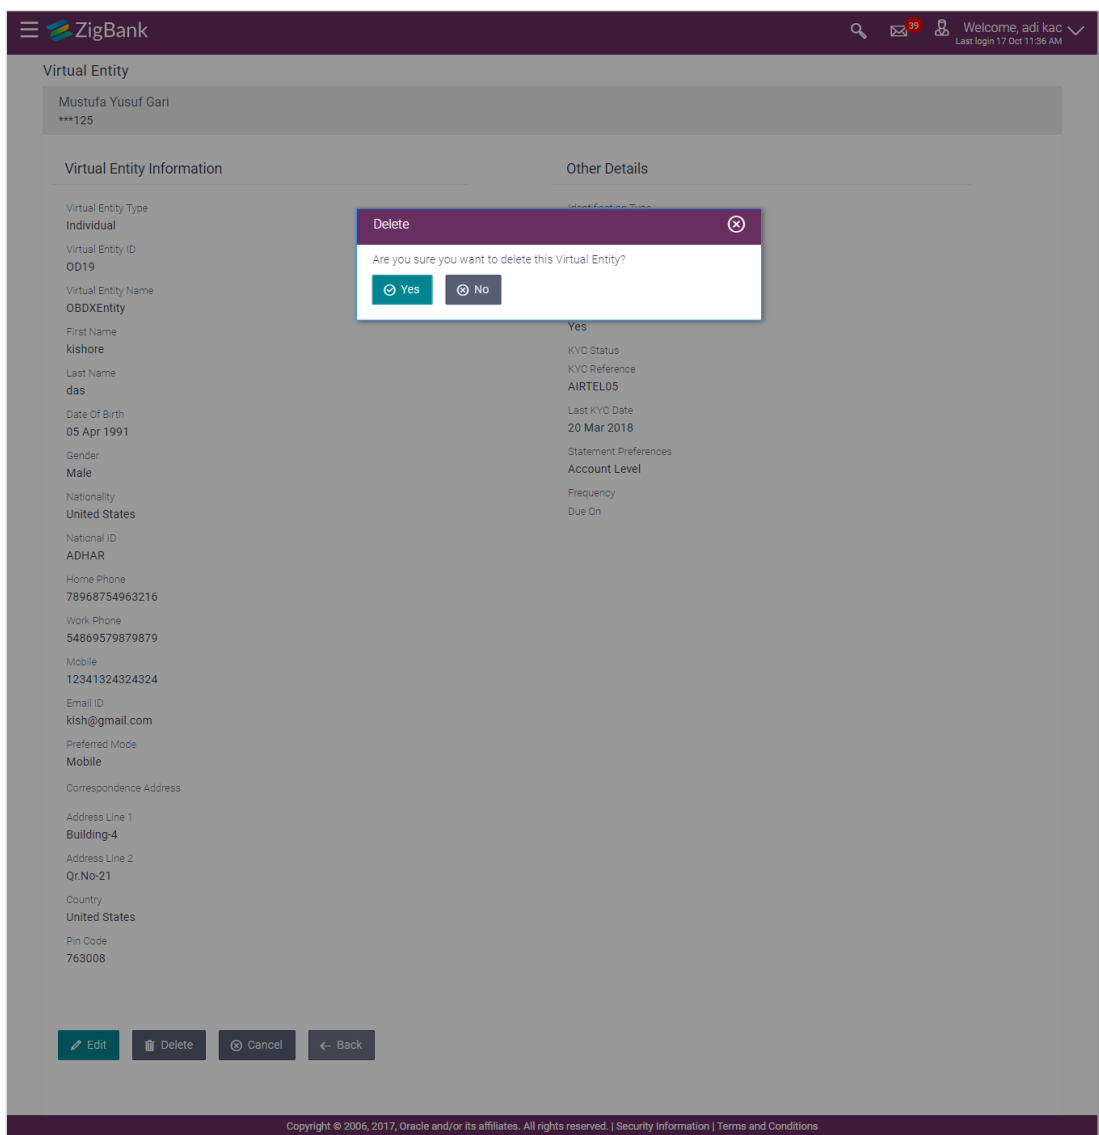 ZigBank
39
Welcome, adi kac
Last login 17 Oct 11:36 AM
Virtual Entity
Mustufa Yusuf Gari
***125
Virtual Entity Information
Virtual Entity Type
Individual
Virtual Entity ID
OD19
Virtual Entity Name
OBDXEntity
First Name
kishore
Last Name
das
Date Of Birth
05 Apr 1991
Gender
Male
Nationality
United States
National ID
ADHAR
Home Phone
78968754963216
Work Phone
54869579879879
Mobile
12341324324324
Email ID
kish@gmail.com
Preferred Mode
Mobile
Correspondence Address
Address Line 1
Building-4
Address Line 2
Qr.No-21
Country
United States
Pin Code
763008
Other Details
Identification Type
Delete
Are you sure you want to delete this Virtual Entity?
Yes
No
Yes
KYC Status
KYC Reference
AIRTEL05
Last KYC Date
20 Mar 2018
Statement Preferences
Account Level
Frequency
Due On
Edit
Delete
Cancel
Back
Copyright © 2006, 2017, Oracle and/or its affiliates. All rights reserved. | Security Information | Terms and Conditions